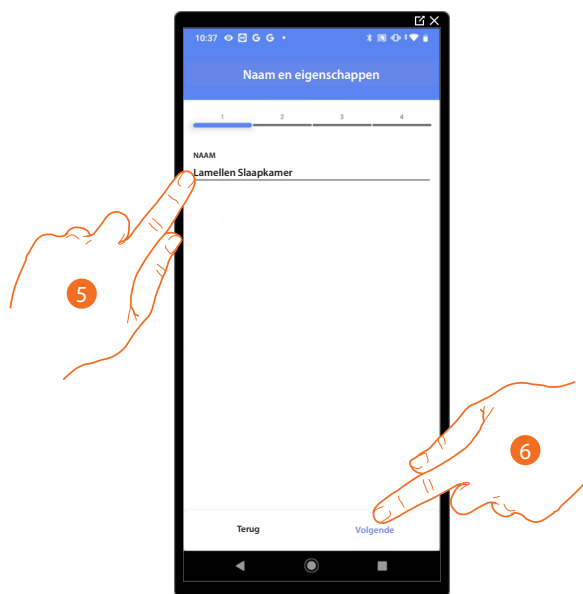 10:37 G G
Naam en eigenschappen
1 2 3 4
NAAM
Lamellen Slaapkamer
5
6
Terug Volgende